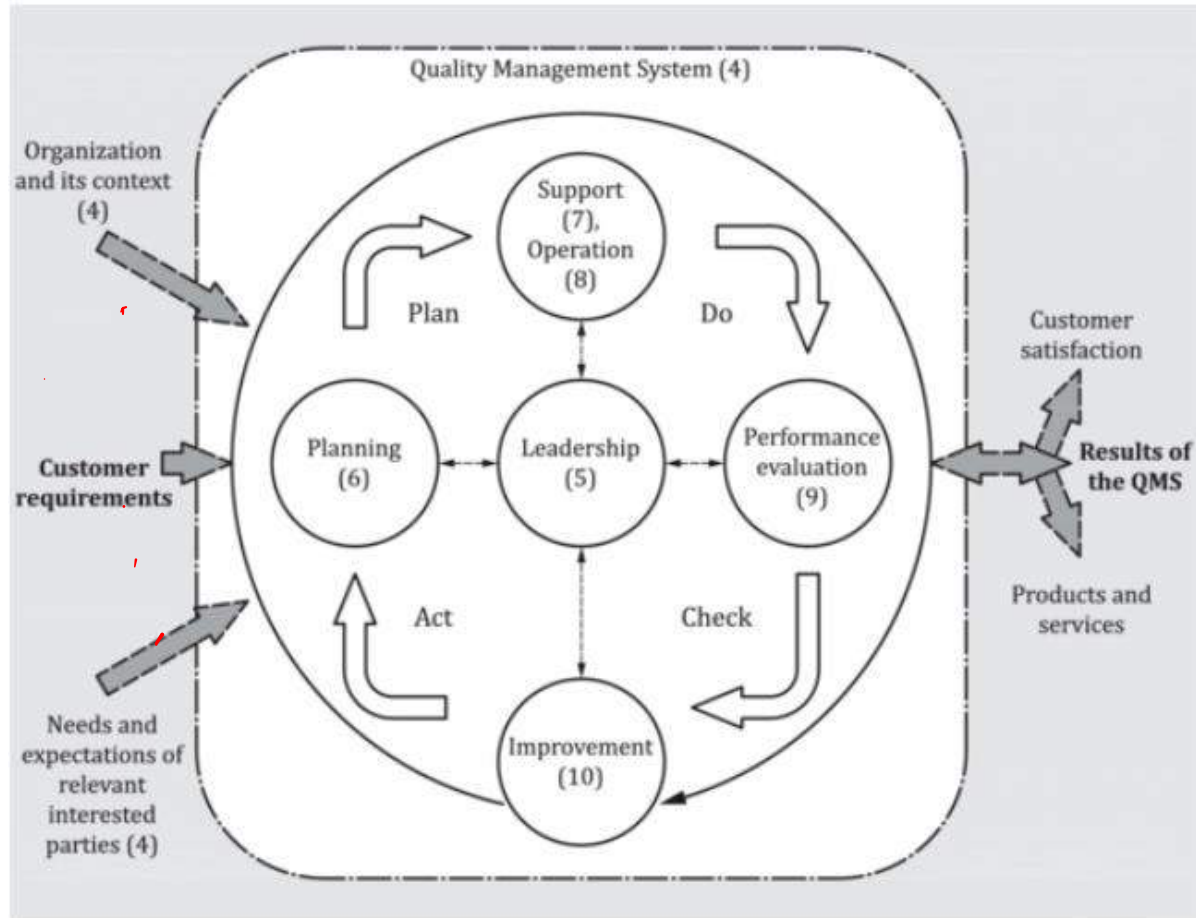 Quality Management System (4)
Organization
and its context
(4)
Support
(7),
Operation
(8)
Plan
Do
Customer
satisfaction
Customer
requirements
Planning
(6)
Leadership
(5)
Performance
evaluation
(9)
Results of
the QMS
Act
Check
Products and
services
Needs and
expectations of
relevant
interested
parties (4)
Improvement
(10)